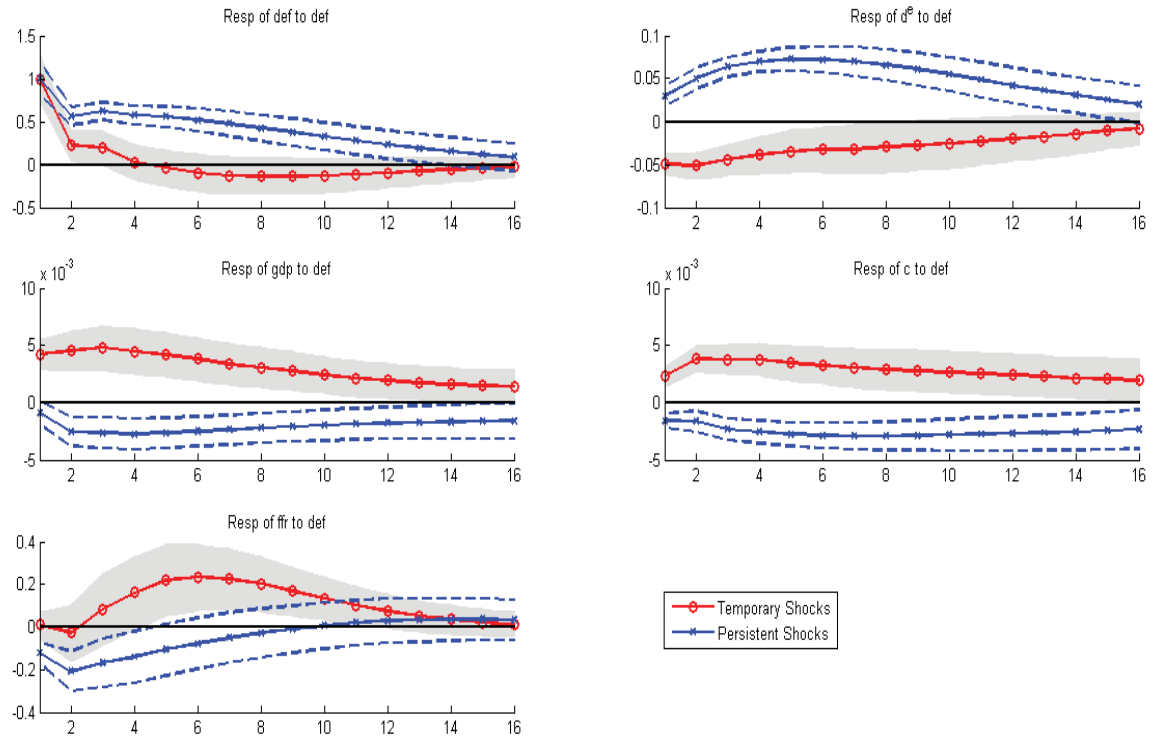 Resp of def to def
1.5
1
0.5
0
-0.5
2 4 6 8 10 12 14 16
Resp of d^e to def
0.1
0.05
0
-0.05
0.1
2 4 6 8 10 12 14 16
Resp of gdp to def
x 10^-3
10
5
0
-5
2 4 6 8 10 12 14 16
Resp of c to def
x 10^-3
10
5
0
-5
2 4 6 8 10 12 14 16
Resp of ffr to def
0.4
0.2
0
-0.2
-0.4
2 4 6 8 10 12 14 16
Temporary Shocks
Persistent Shocks